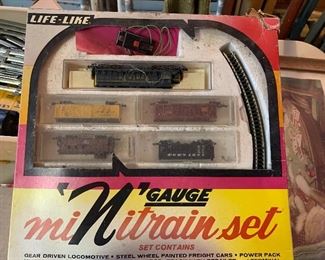 LIFE-LIKE
'N' GAUGE
miNitrain set
SET CONTAINS
GEAR DRIVEN LOCOMOTIVE • STEEL WHEEL PAINTED FREIGHT CARS • POWER PACK